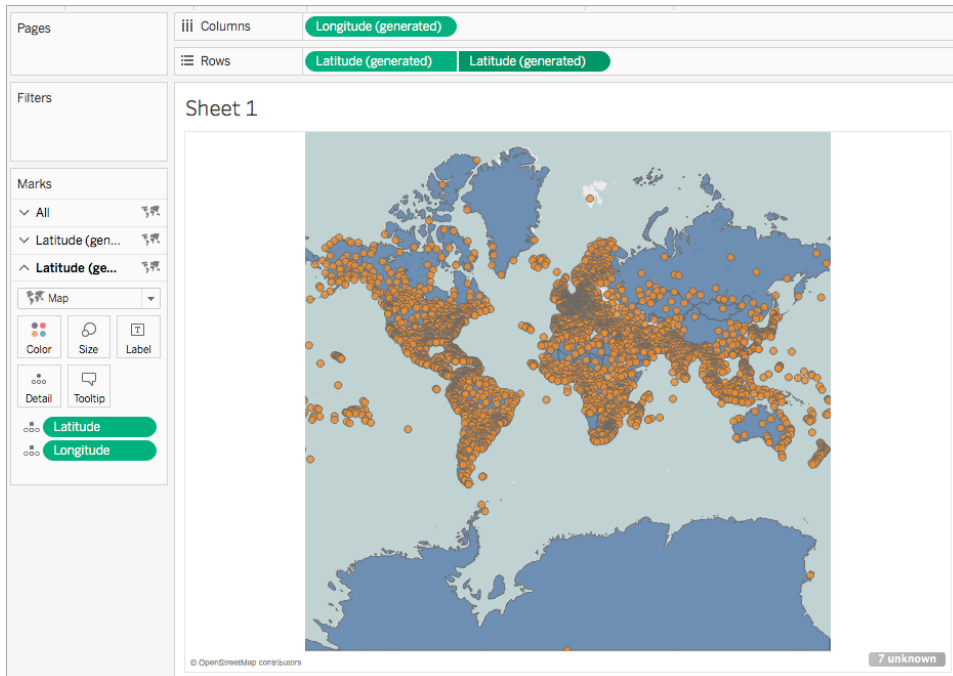 Pages
Columns
Longitude (generated)
Rows
Latitude (generated)
Latitude (generated)
Filters
Sheet 1
Marks
All
Latitude (gen...
Latitude (ge...
Map
Color
Size
Label
Detail
Tooltip
Latitude
Longitude
© OpenStreetMap contributors
7 unknown